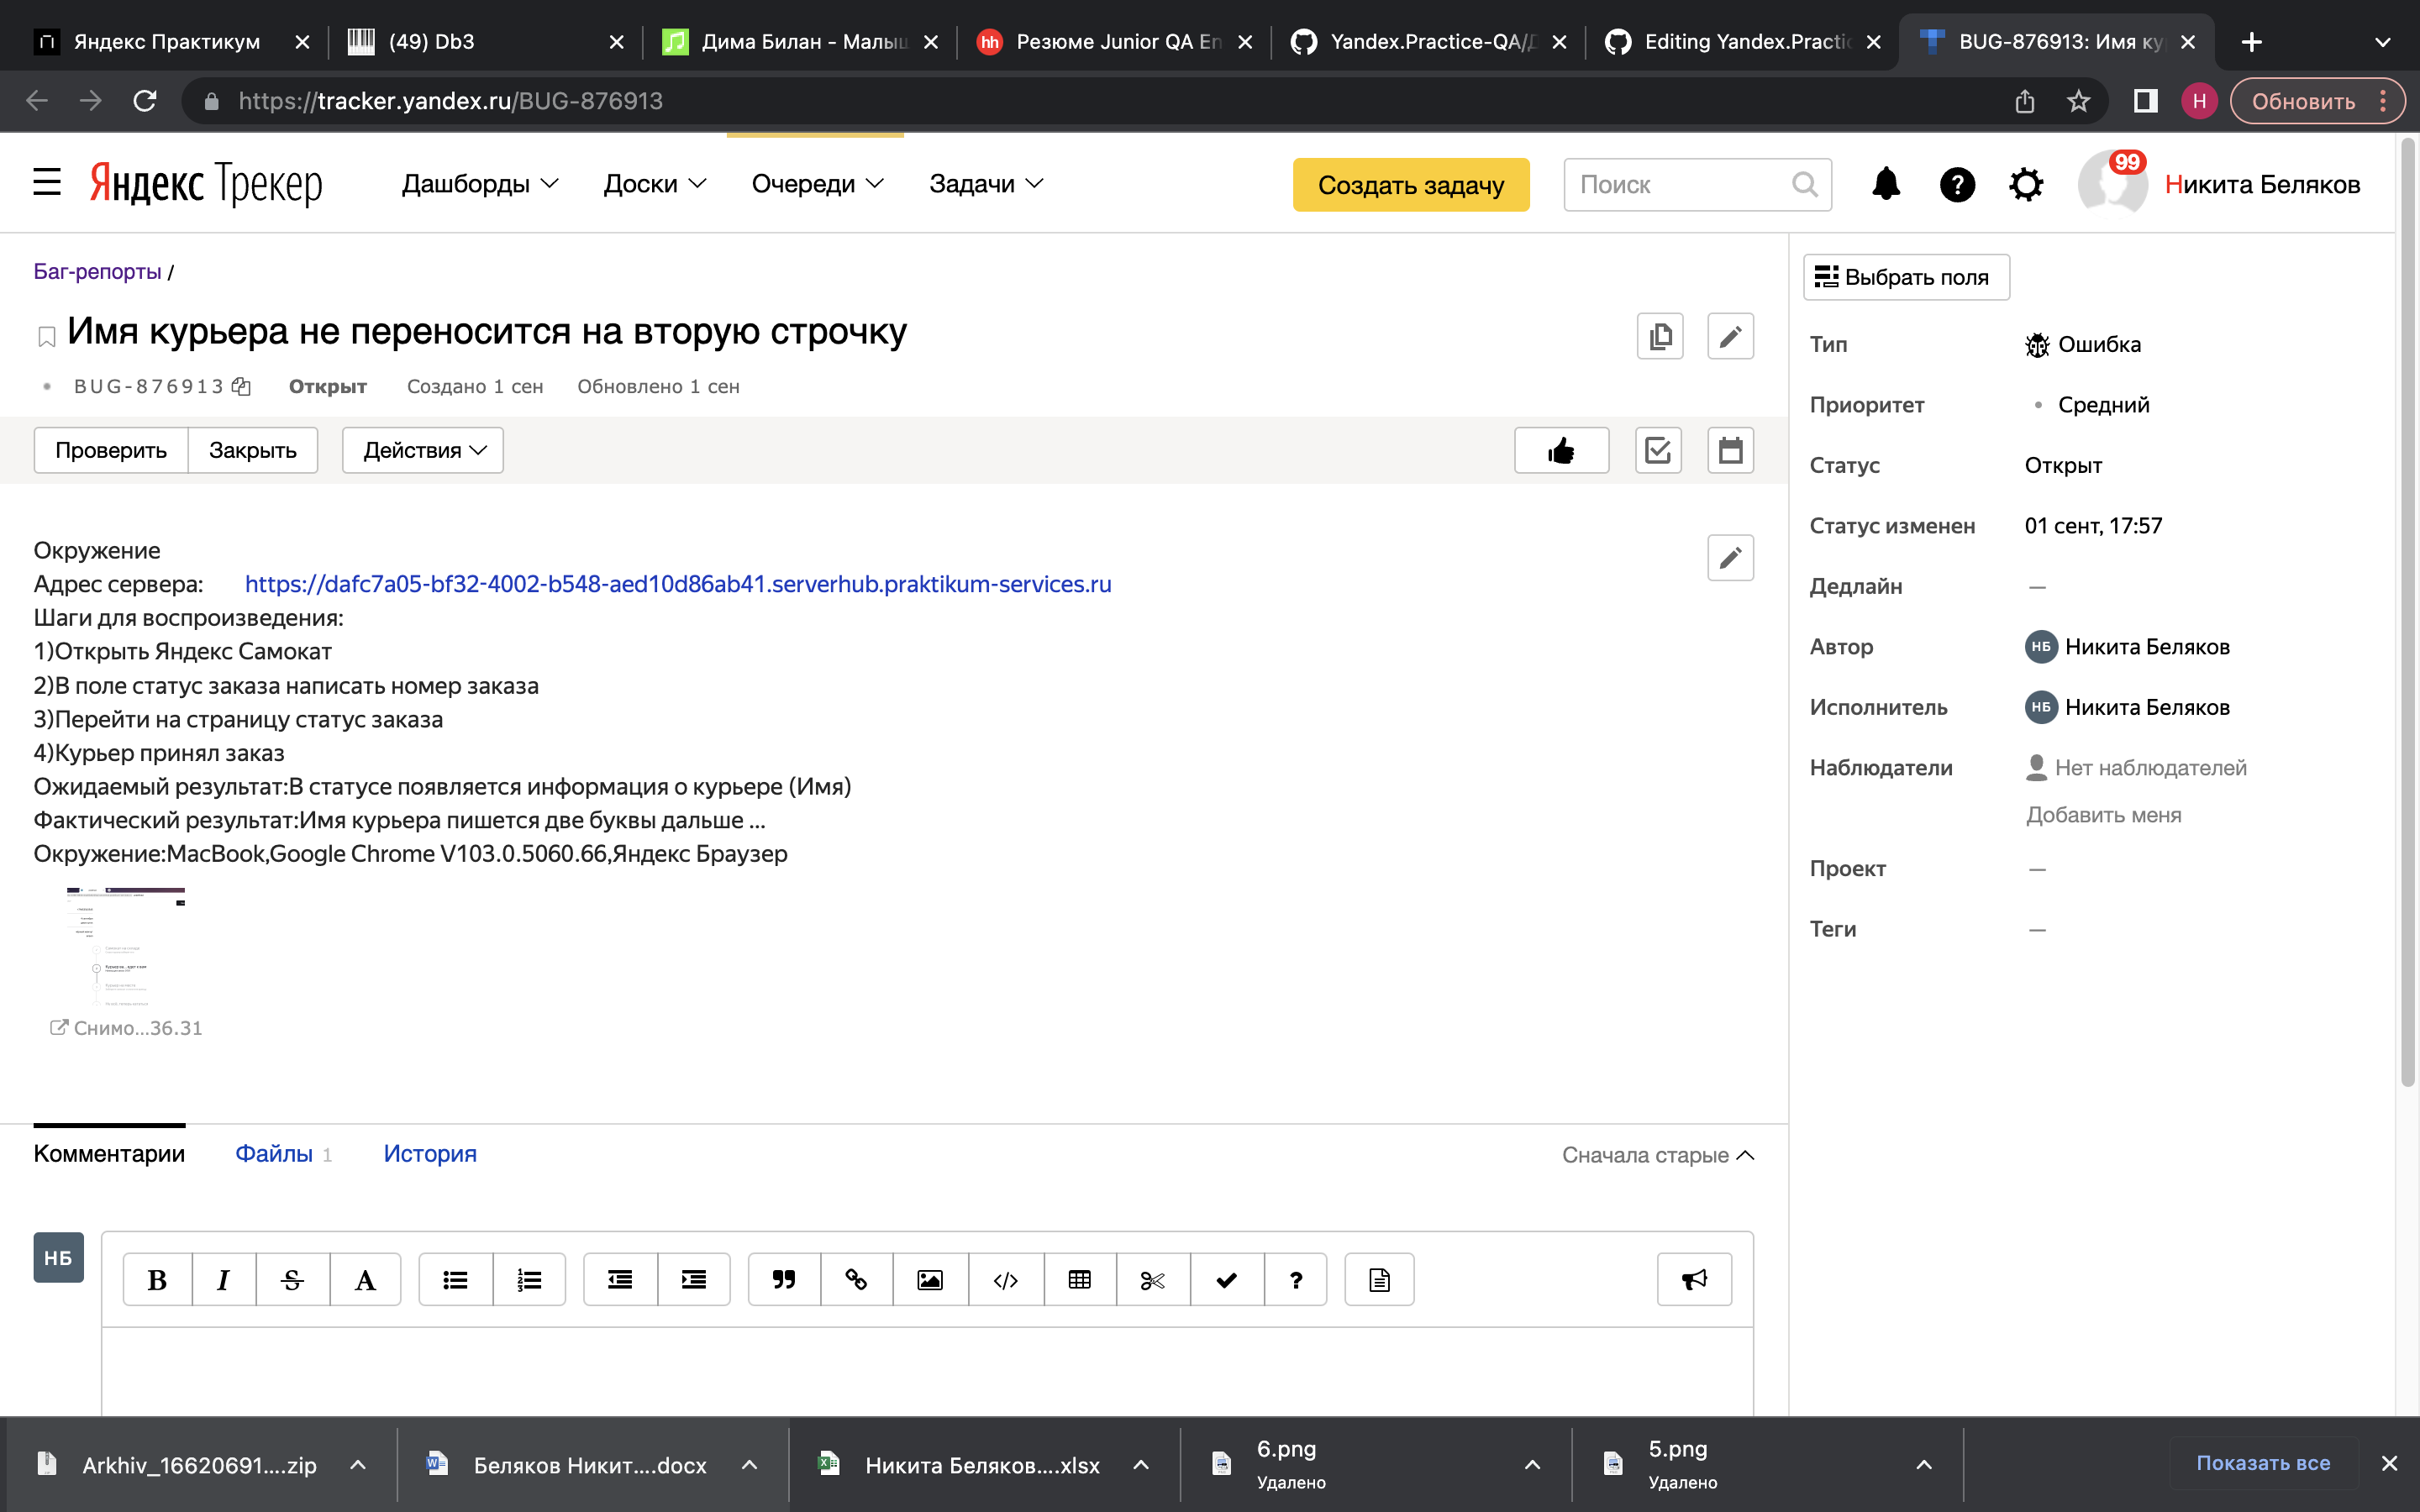 Яндекс Практикум
(49) Db3
Дима Билан - Малыш
hh Резюме Junior QA En
Yandex.Practice-QA/Д
Editing Yandex.Practic
BUG-876913: Имя ку
https://tracker.yandex.ru/BUG-876913
Н
Обновить
Яндекс Трекер
Дашборды
Доски
Очереди
Задачи
Создать задачу
Поиск
99
Никита Беляков
Баг-репорты /
Имя курьера не переносится на вторую строчку
BUG-876913
Открыт
Создано 1 сен
Обновлено 1 сен
Проверить
Закрыть
Действия
Окружение
Адрес сервера: https://dafc7a05-bf32-4002-b548-aed10d86ab41.serverhub.praktikum-services.ru
Шаги для воспроизведения:
1)Открыть Яндекс Самокат
2)В поле статус заказа написать номер заказа
3)Перейти на страницу статус заказа
4)Курьер принял заказ
Ожидаемый результат:В статусе появляется информация о курьере (Имя)
Фактический результат:Имя курьера пишется две буквы дальше ...
Окружение:MacBook,Google Chrome V103.0.5060.66,Яндекс Браузер
Снимо...36.31
Выбрать поля
Тип Ошибка
Приоритет Средний
Статус Открыт
Статус изменен 01 сент, 17:57
Дедлайн —
Автор НБ Никита Беляков
Исполнитель НБ Никита Беляков
Наблюдатели Нет наблюдателей
Добавить меня
Проект —
Теги —
Комментарии
Файлы 1
История
Сначала старые
НБ
B I S A
Arkhiv_16620691....zip
Беляков Никит....docx
Никита Беляков....xlsx
6.png
Удалено
5.png
Удалено
Показать все